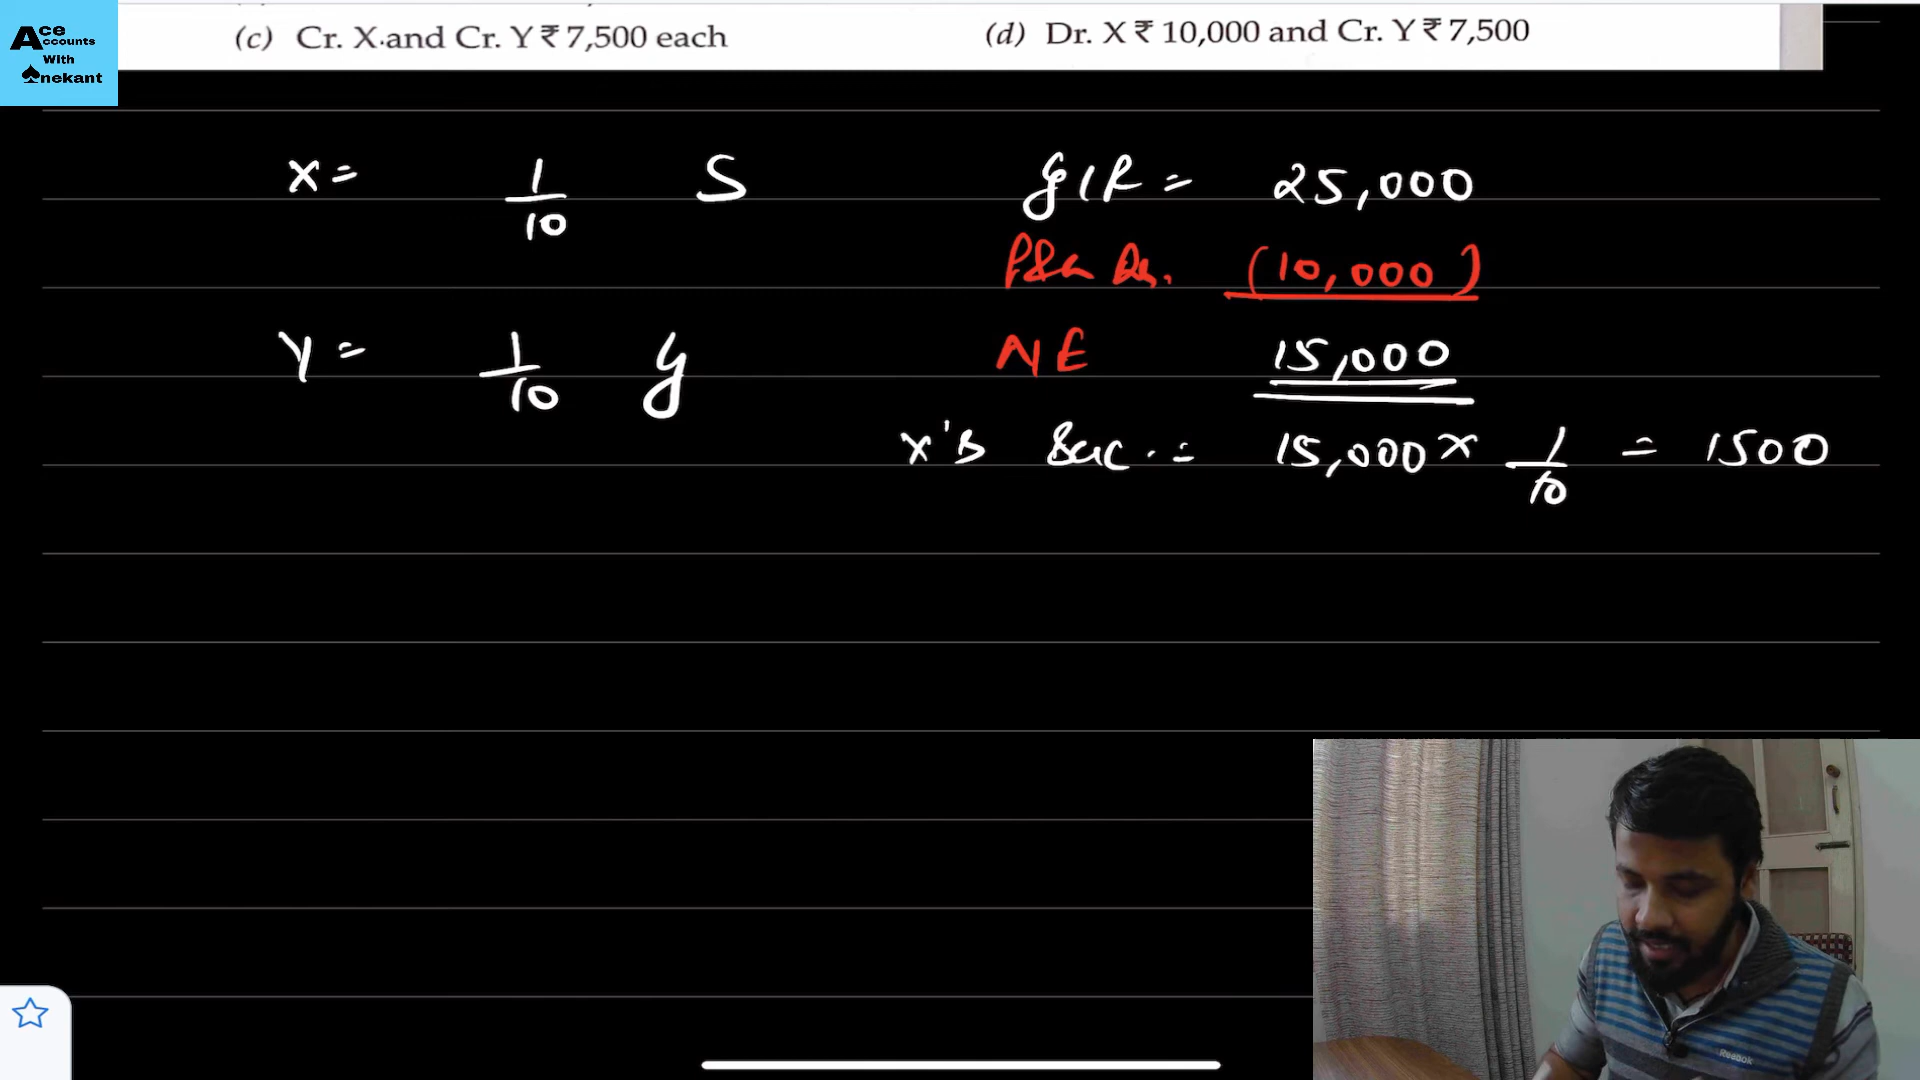 Ace
Accounts
With
Anekant
(c) Cr. X.and Cr. Y ₹ 7,500 each
(d) Dr. X ₹ 10,000 and Cr. Y ₹ 7,500
X = 1/10 S
Y = 1/10 G
G/R = 25,000
P&L Dr. (10,000)
NE 15,000
X's Sac. = 15,000 x 1/10 = 1500
Reebok